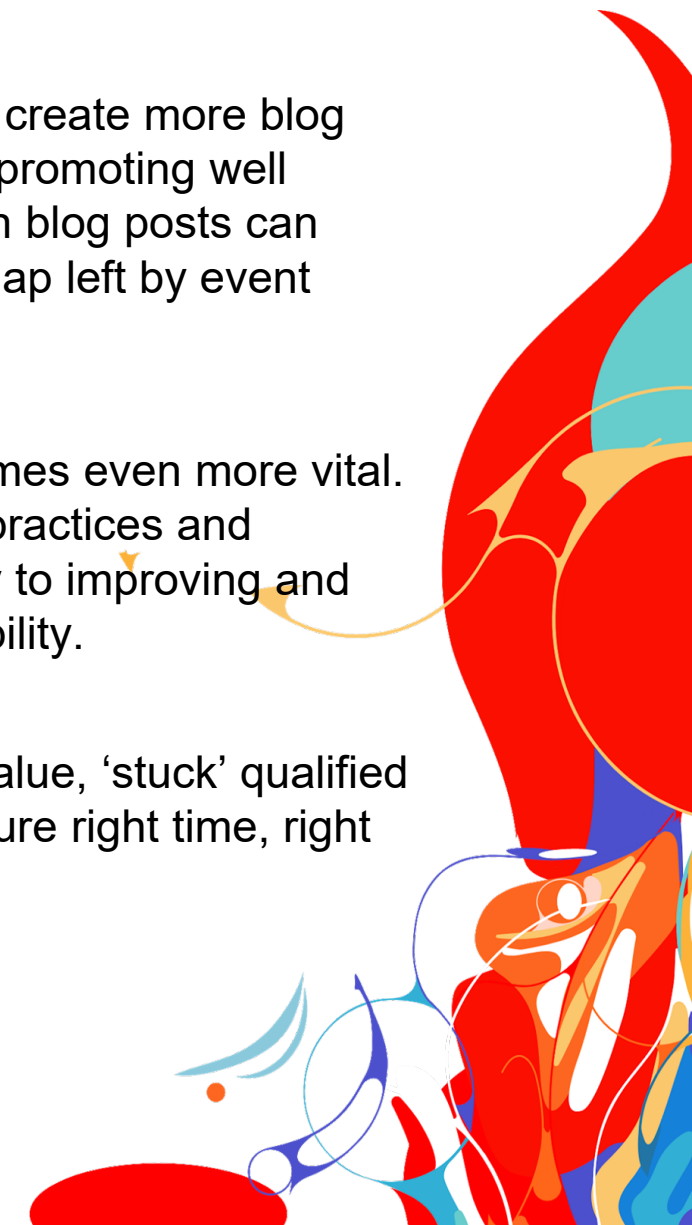 create more blog
promoting well
n blog posts can
ap left by event
mes even more vital.
practices and
to improving and
bility.
alue, ‘stuck’ qualified
ure right time, right